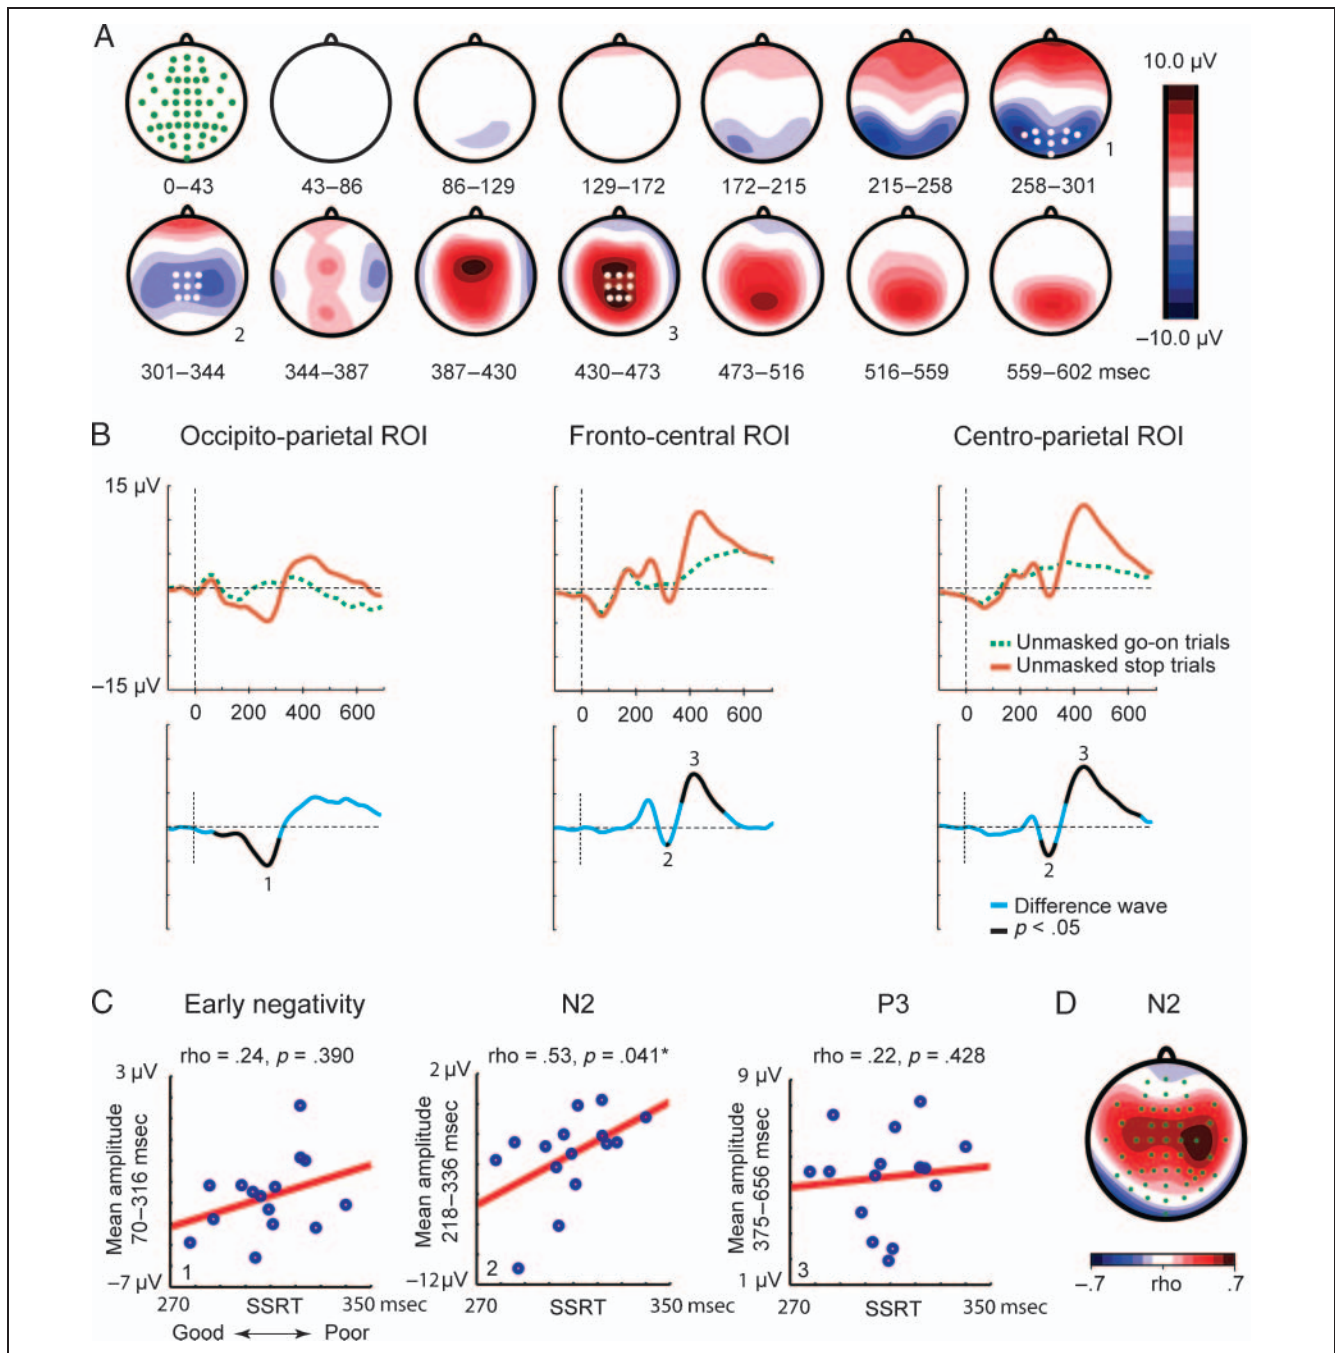 A
10.0 µV
0–43 43–86 86–129 129–172 172–215 215–258 258–301
1
–10.0 µV
2 3
301–344 344–387 387–430 430–473 473–516 516–559 559–602 msec
B Occipito-parietal ROI Fronto-central ROI Centro-parietal ROI
15 µV
Unmasked go-on trials
Unmasked stop trials
–15 µV
0 200 400 600 0 200 400 600 0 200 400 600
3 3
1 2 2
Difference wave
p < .05
C Early negativity N2 P3 D N2
rho = .24, p = .390 rho = .53, p = .041* rho = .22, p = .428
3 µV 2 µV 9 µV
Mean amplitude
70–316 msec
Mean amplitude
218–336 msec
Mean amplitude
375–656 msec
1 2 3
–7 µV –12 µV 1 µV
–.7 rho .7
270 SSRT 350 msec 270 SSRT 350 msec 270 SSRT 350 msec
Good Poor